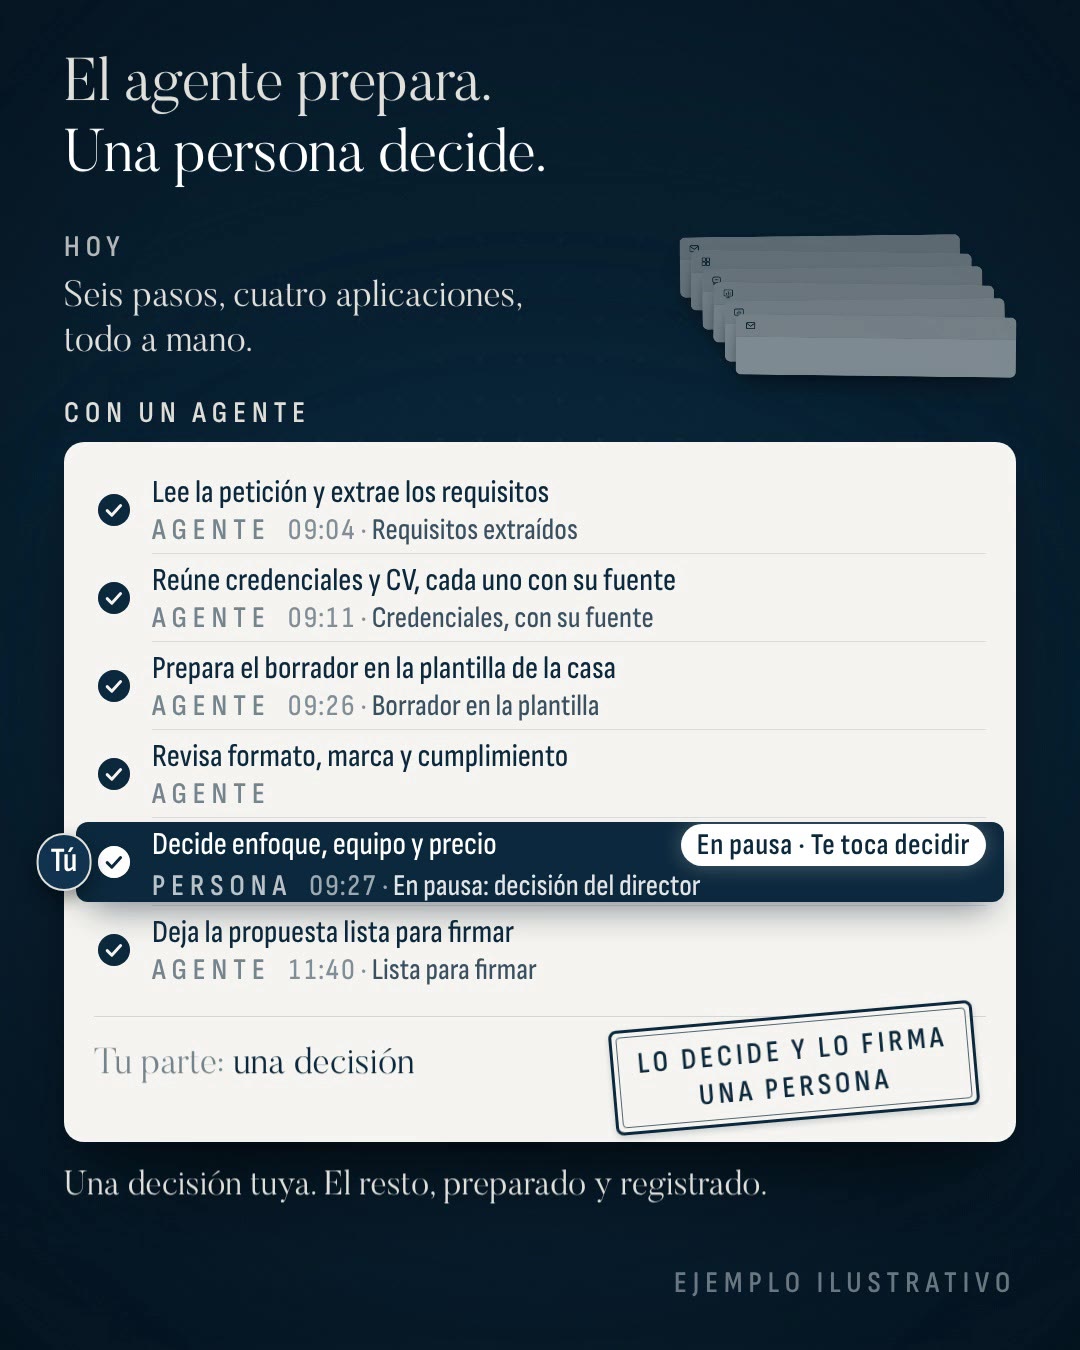 El agente prepara.
Una persona decide.
HOY
Seis pasos, cuatro aplicaciones,
todo a mano.
CON UN AGENTE
Lee la petición y extrae los requisitos
AGENTE 09:04 · Requisitos extraídos
Reúne credenciales y CV, cada uno con su fuente
AGENTE 09:11 · Credenciales, con su fuente
Prepara el borrador en la plantilla de la casa
AGENTE 09:26 · Borrador en la plantilla
Revisa formato, marca y cumplimiento
AGENTE
Tú
Decide enfoque, equipo y precio
En pausa · Te toca decidir
PERSONA 09:27 · En pausa: decisión del director
Deja la propuesta lista para firmar
AGENTE 11:40 · Lista para firmar
Tu parte: una decisión
LO DECIDE Y LO FIRMA
UNA PERSONA
Una decisión tuya. El resto, preparado y registrado.
EJEMPLO ILUSTRATIVO